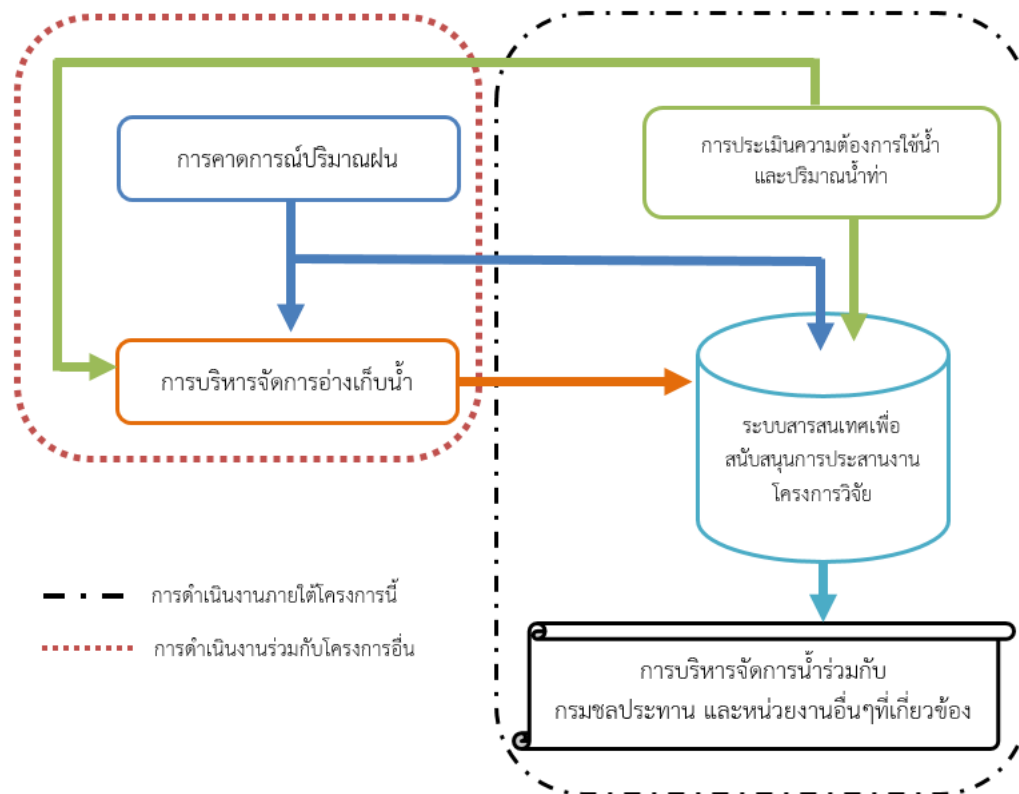 การคาดการณ์ปริมาณฝน
การประเมินความต้องการใช้น้ำ
และปริมาณน้ำท่า
การบริหารจัดการอ่างเก็บน้ำ
ระบบสารสนเทศเพื่อ
สนับสนุนการประสานงาน
โครงการวิจัย
การดำเนินงานภายใต้โครงการนี้
การดำเนินงานร่วมกับโครงการอื่น
การบริหารจัดการน้ำร่วมกับ
กรมชลประทาน และหน่วยงานอื่นๆที่เกี่ยวข้อง